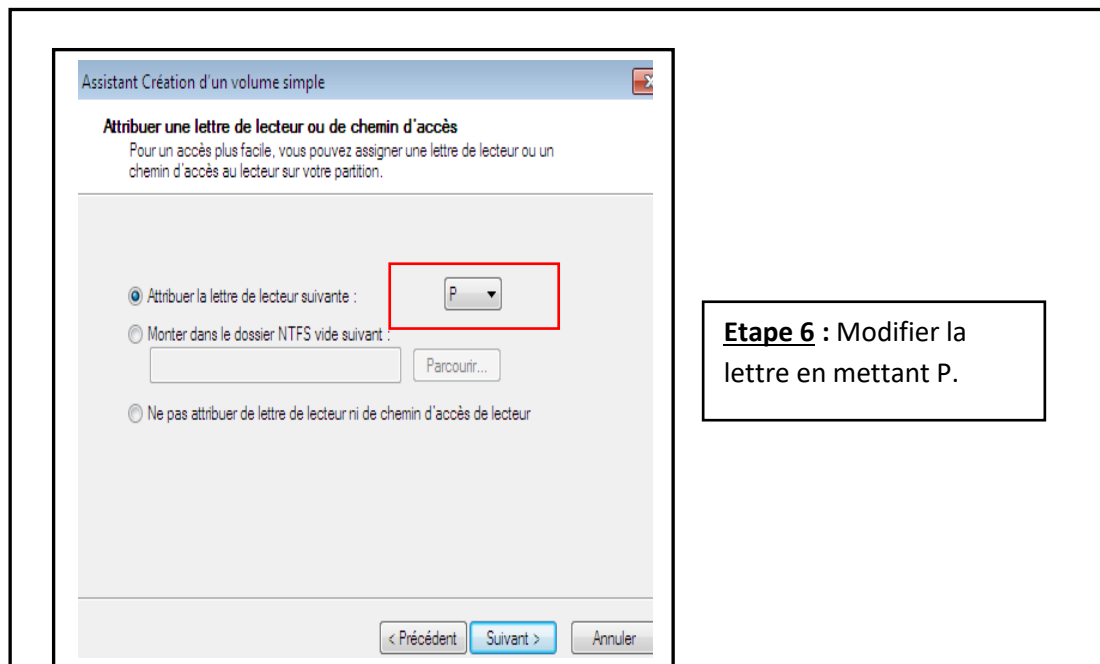 Assistant Création d'un volume simple
Attribuer une lettre de lecteur ou de chemin d'accès
Pour un accès plus facile, vous pouvez assigner une lettre de lecteur ou un
chemin d'accès au lecteur sur votre partition.
Attribuer la lettre de lecteur suivante :
P
Monter dans le dossier NTFS vide suivant :
Parcourir...
Ne pas attribuer de lettre de lecteur ni de chemin d'accès de lecteur
< Précédent
Suivant >
Annuler
Etape 6 : Modifier la
lettre en mettant P.